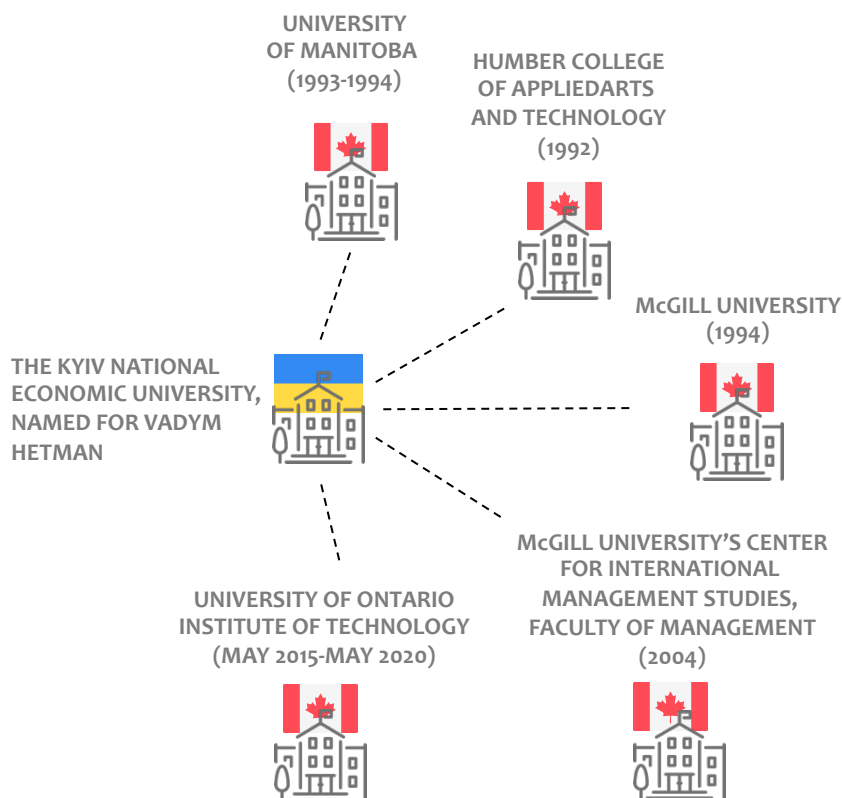 UNIVERSITY
OF MANITOBA
(1993-1994)
HUMBER COLLEGE
OF APPLIEDARTS
AND TECHNOLOGY
(1992)
McGILL UNIVERSITY
(1994)
THE KYIV NATIONAL
ECONOMIC UNIVERSITY,
NAMED FOR VADYM
HETMAN
McGILL UNIVERSITY’S CENTER
FOR INTERNATIONAL
MANAGEMENT STUDIES,
FACULTY OF MANAGEMENT
(2004)
UNIVERSITY OF ONTARIO
INSTITUTE OF TECHNOLOGY
(MAY 2015-MAY 2020)